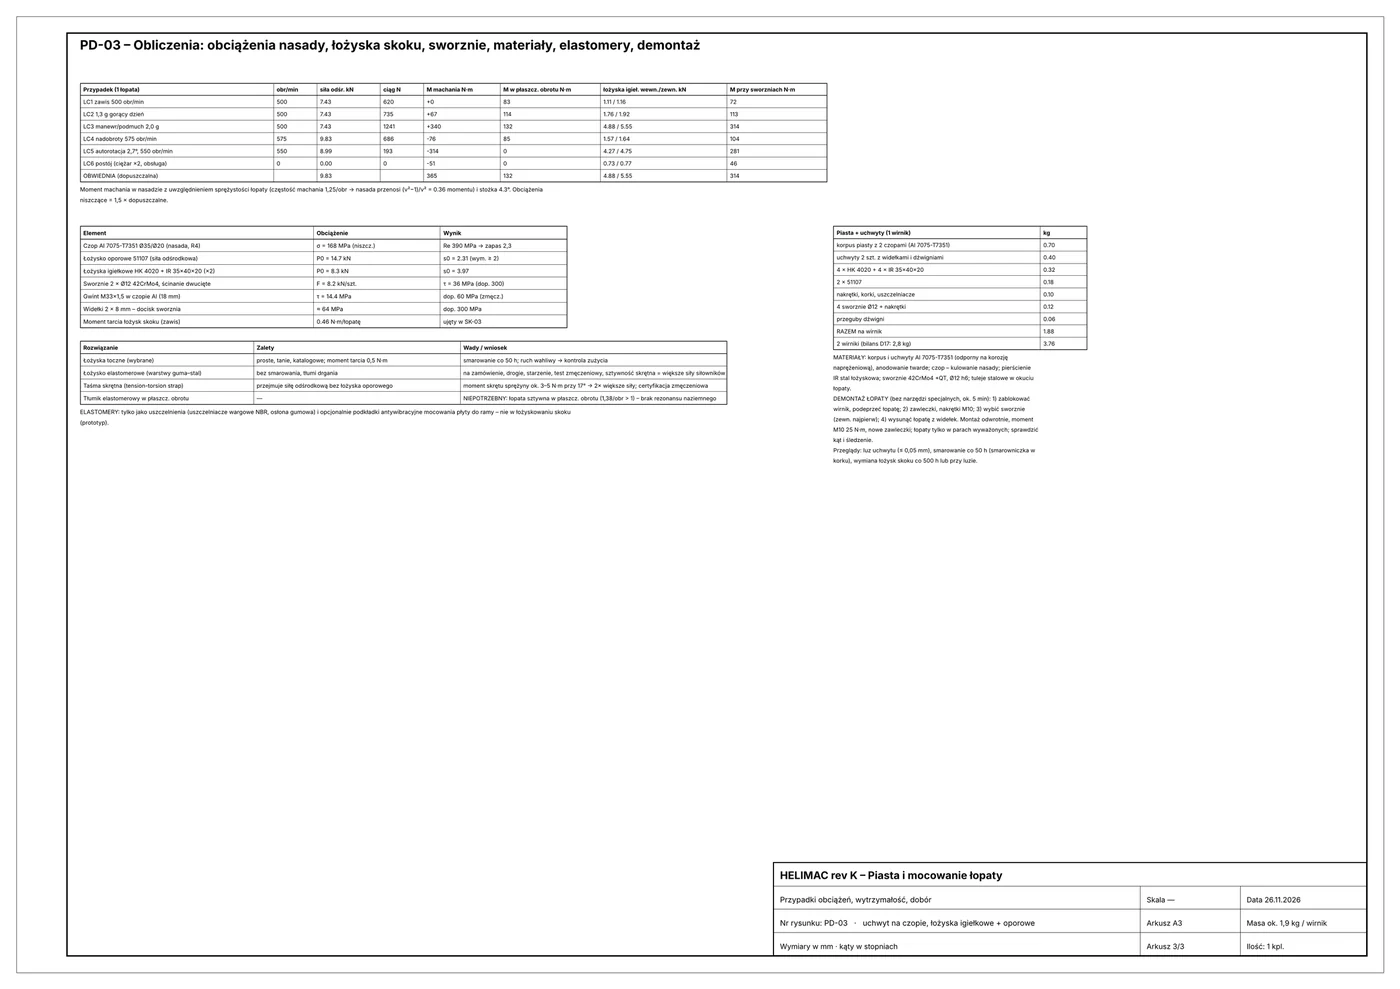 PD-03 – Obliczenia: obciążenia nasady, łożyska skoku, sworznie, materiały, elastomery, demontaż
Przypadek (1 łopata) obr/min siła odśr. kN ciąg N M machania N·m M w płaszcz. obrotu N·m łożyska igieł. wewn./zewn. kN M przy sworzniach N·m
LC1 zawis 500 obr/min 500 7.43 620 +0 83 1.11 / 1.16 72
LC2 1,3 g gorący dzień 500 7.43 735 +67 114 1.76 / 1.92 113
LC3 manewr/podmuch 2,0 g 500 7.43 1241 +340 132 4.88 / 5.55 314
LC4 nadobroty 575 obr/min 575 9.83 686 -76 85 1.57 / 1.64 104
LC5 autorotacja 2,7°, 550 obr/min 550 8.99 193 -314 0 4.27 / 4.75 281
LC6 postój (ciężar ×2, obsługa) 0 0.00 0 -51 0 0.73 / 0.77 46
OBWIEDNIA (dopuszczalna) 9.83 365 132 4.88 / 5.55 314
Moment machania w nasadzie z uwzględnieniem sprężystości łopaty (częstość machania 1,25/obr → nasada przenosi (ν²−1)/ν² = 0.36 momentu) i stożka 4.3°. Obciążenia
niszczące = 1,5 × dopuszczalne.
Element Obciążenie Wynik
Czop Al 7075-T7351 Ø35/Ø20 (nasada, R4) σ = 168 MPa (niszcz.) Re 390 MPa → zapas 2,3
Łożysko oporowe 51107 (siła odśrodkowa) P0 = 14.7 kN s0 = 2.31 (wym. ≥ 2)
Łożyska igiełkowe HK 4020 + IR 35×40×20 (×2) P0 = 8.3 kN s0 = 3.97
Sworznie 2 × Ø12 42CrMo4, ścinanie dwucięte F = 8.2 kN/szt. τ = 36 MPa (dop. 300)
Gwint M33×1,5 w czopie Al (18 mm) τ = 14.4 MPa dop. 60 MPa (zmęcz.)
Widełki 2 × 8 mm – docisk sworznia = 64 MPa dop. 300 MPa
Moment tarcia łożysk skoku (zawis) 0.46 N·m/łopatę ujęty w SK-03
Rozwiązanie Zalety Wady / wniosek
Łożyska toczne (wybrane) proste, tanie, katalogowe; moment tarcia 0,5 N·m smarowanie co 50 h; ruch wahliwy → kontrola zużycia
Łożysko elastomerowe (warstwy guma-stal) bez smarowania, tłumi drgania na zamówienie, drogie, starzenie, test zmęczeniowy, sztywność skrętna = większe siły siłowników
Taśma skrętna (tension-torsion strap) przejmuje siłę odśrodkową bez łożyska oporowego moment skrętu sprężyny ok. 3–5 N·m przy 17° → 2× większe siły; certyfikacja zmęczeniowa
Tłumik elastomerowy w płaszcz. obrotu — NIEPOTRZEBNY: łopata sztywna w płaszcz. obrotu (1,38/obr > 1) – brak rezonansu naziemnego
ELASTOMERY: tylko jako uszczelnienia (uszczelniacze wargowe NBR, osłona gumowa) i opcjonalnie podkładki antywibracyjne mocowania płyty do ramy – nie w łożyskowaniu skoku
(prototyp).
Piasta + uchwyty (1 wirnik) kg
korpus piasty z 2 czopami (Al 7075-T7351) 0.70
uchwyty 2 szt. z widełkami i dźwigniami 0.40
4 × HK 4020 + 4 × IR 35×40×20 0.32
2 × 51107 0.18
nakrętki, korki, uszczelniacze 0.10
4 sworznie Ø12 + nakrętki 0.12
przeguby dźwigni 0.06
RAZEM na wirnik 1.88
2 wirniki (bilans D17: 2,8 kg) 3.76
MATERIAŁY: korpus i uchwyty Al 7075-T7351 (odporny na korozję
naprężeniową), anodowanie twarde; czop – kulowanie nasady; pierścienie
IR stal łożyskowa; sworznie 42CrMo4 +QT, Ø12 h6; tuleje stalowe w okuciu
łopaty.
DEMONTAŻ ŁOPATY (bez narzędzi specjalnych, ok. 5 min): 1) zablokować
wirnik, podeprzeć łopatę; 2) zawleczki, nakrętki M10; 3) wybić sworznie
(zewn. najpierw); 4) wysunąć łopatę z widełek. Montaż odwrotnie, moment
M10 25 N·m, nowe zawleczki; łopaty tylko w parach wyważonych; sprawdzić
kąt i śledzenie.
Przeglądy: luz uchwytu (≤ 0,05 mm), smarowanie co 50 h (smarowniczka w
korku), wymiana łożysk skoku co 500 h lub przy luzie.
HELIMAC rev K – Piasta i mocowanie łopaty
Przypadki obciążeń, wytrzymałość, dobór Skala — Data 26.11.2026
Nr rysunku: PD-03 · uchwyt na czopie, łożyska igiełkowe + oporowe Arkusz A3 Masa ok. 1,9 kg / wirnik
Wymiary w mm · kąty w stopniach Arkusz 3/3 Ilość: 1 kpl.